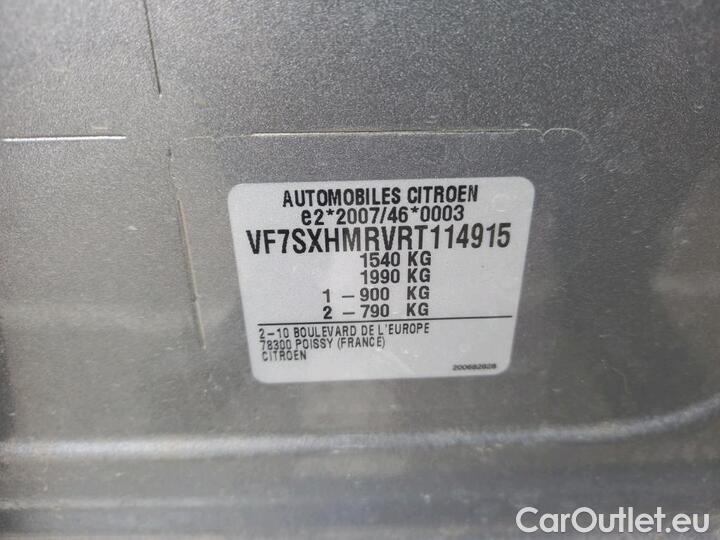 AUTOMOBILES CITROEN
e2*2007/46*0003
VF7SXHMRVRT114915
1540 KG
1990 KG
1 – 900 KG
2 – 790 KG
2–10 BOULEVARD DE L'EUROPE
78300 POISSY (FRANCE)
CITROEN
200682828
CarOutlet.eu